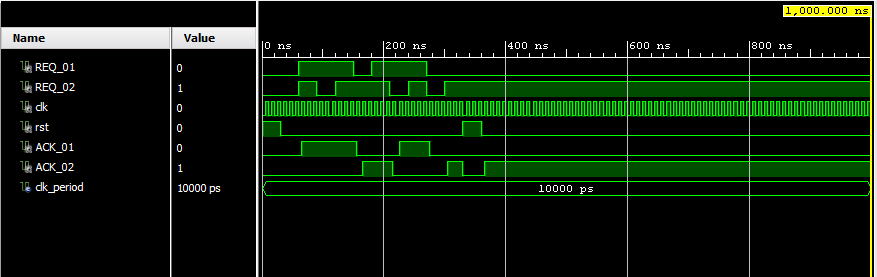 1,000.000 ns
Name Value
0 ns 200 ns 400 ns 600 ns 800 ns
REQ_01 0
REQ_02 1
clk 0
rst 0
ACK_01 0
ACK_02 1
clk_period 10000 ps 10000 ps